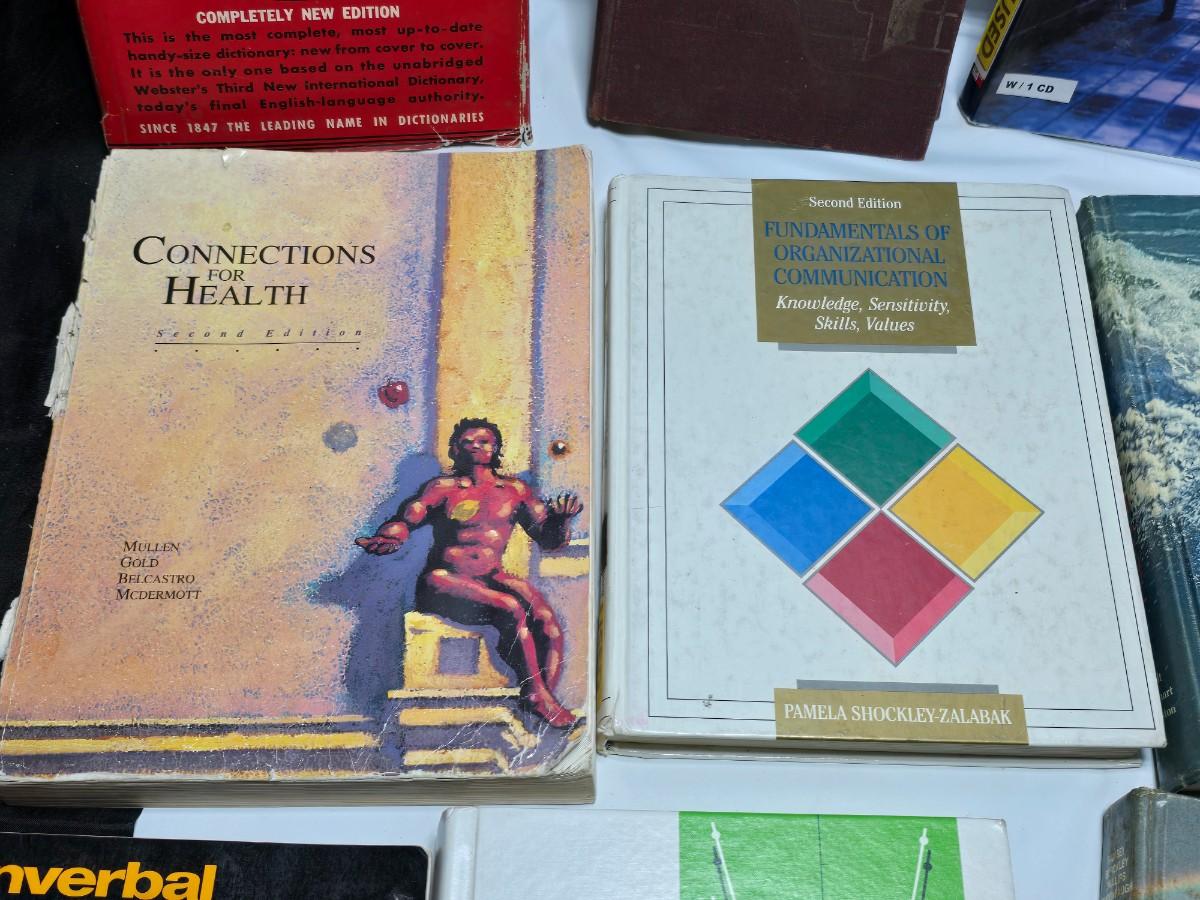 COMPLETELY NEW EDITION
This is the most complete, most up-to-date
handy-size dictionary: new from cover to cover.
It is the only one based on the unabridged
Webster's Third New International Dictionary,
today's final English-language authority.
SINCE 1847 THE LEADING NAME IN DICTIONARIES
USED
W/1 CD
CONNECTIONS
FOR
HEALTH
Second Edition
MULLEN
GOLD
BELCASTRO
MCDERMOTT
Second Edition
FUNDAMENTALS OF
ORGANIZATIONAL
COMMUNICATION
Knowledge, Sensitivity,
Skills, Values
PAMELA SHOCKLEY-ZALABAK
nverbal